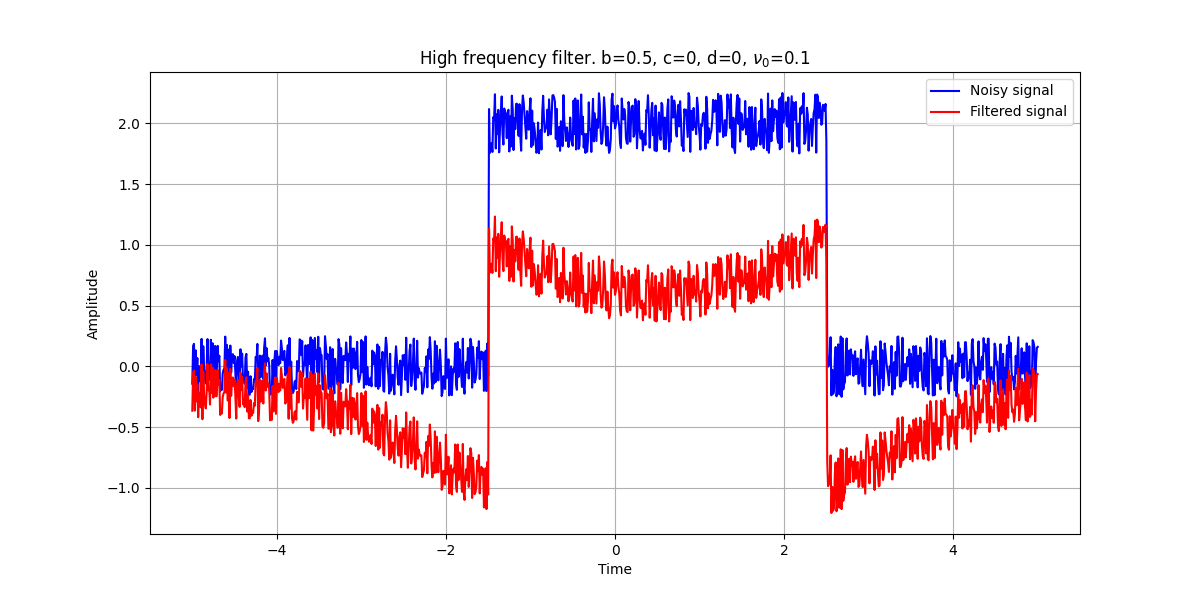 High frequency filter. b=0.5, c=0, d=0, ν₀=0.1
Noisy signal
Filtered signal
Amplitude
2.0
1.5
1.0
0.5
0.0
−0.5
−1.0
−4
−2
0
2
4
Time